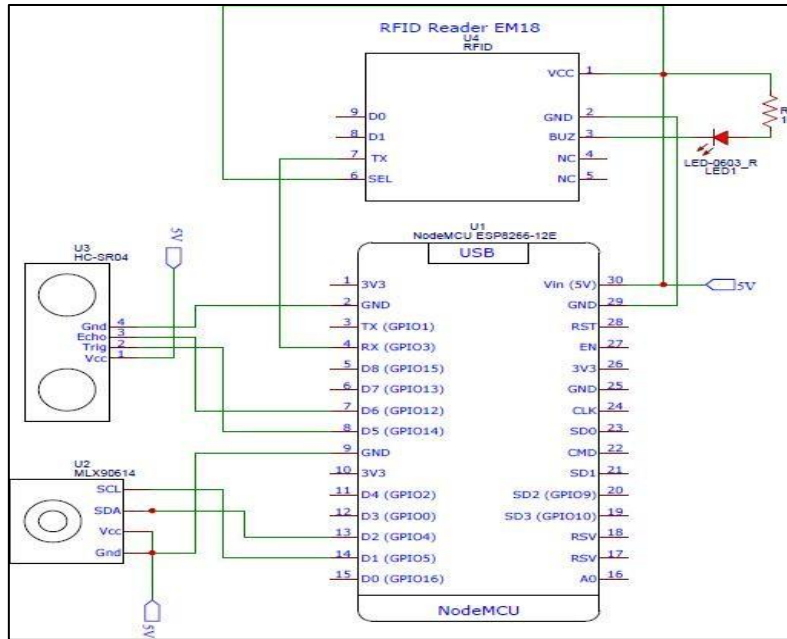 RFID Reader EM18
U4
RFID
VCC 1
GND 2
BUZ 3
NC 4
NC 5
9 D0
8 D1
7 TX
6 SEL
LED-0603_R
LED1
5V
U3
HC-SR04
Gnd 4
Echo 3
Trig 2
Vcc 1
U1
NodeMCU ESP8266-12E
USB
1 3V3
2 GND
3 TX (GPIO1)
4 RX (GPIO3)
5 D8 (GPIO15)
6 D7 (GPIO13)
7 D6 (GPIO12)
8 D5 (GPIO14)
9 GND
10 3V3
11 D4 (GPIO2)
12 D3 (GPIO0)
13 D2 (GPIO4)
14 D1 (GPIO5)
15 D0 (GPIO16)
Vin (5V) 30
GND 29
RST 28
EN 27
3V3 26
GND 25
CLK 24
SD0 23
CMD 22
SD1 21
SD2 (GPIO9) 20
SD3 (GPIO10) 19
RSV 18
RSV 17
A0 16
5V
NodeMCU
U2
MLX90614
SCL
SDA
Vcc
Gnd
5V